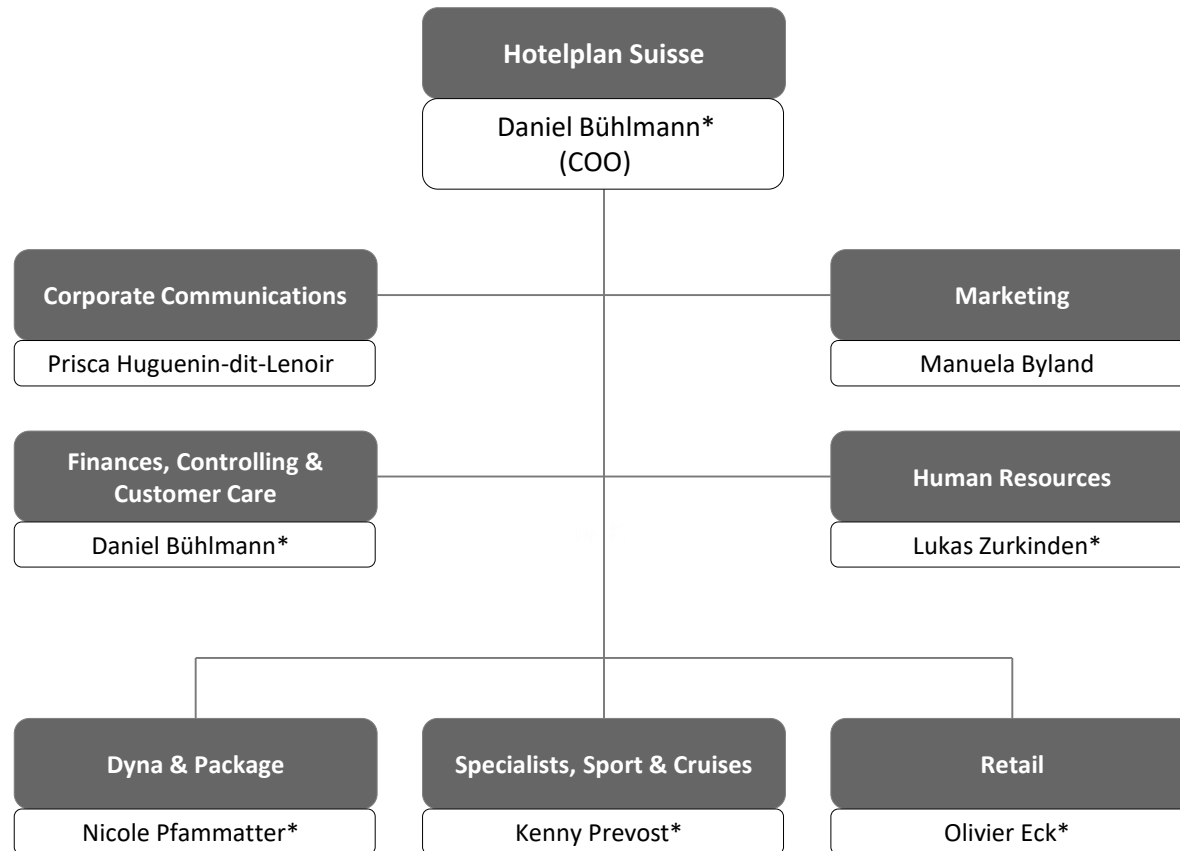 Hotelplan Suisse
Daniel Bühlmann*
(COO)
Corporate Communications
Prisca Huguenin-dit-Lenoir
Marketing
Manuela Byland
Finances, Controlling &
Customer Care
Daniel Bühlmann*
Human Resources
Lukas Zurkinden*
Dyna & Package
Nicole Pfammatter*
Specialists, Sport & Cruises
Kenny Prevost*
Retail
Olivier Eck*